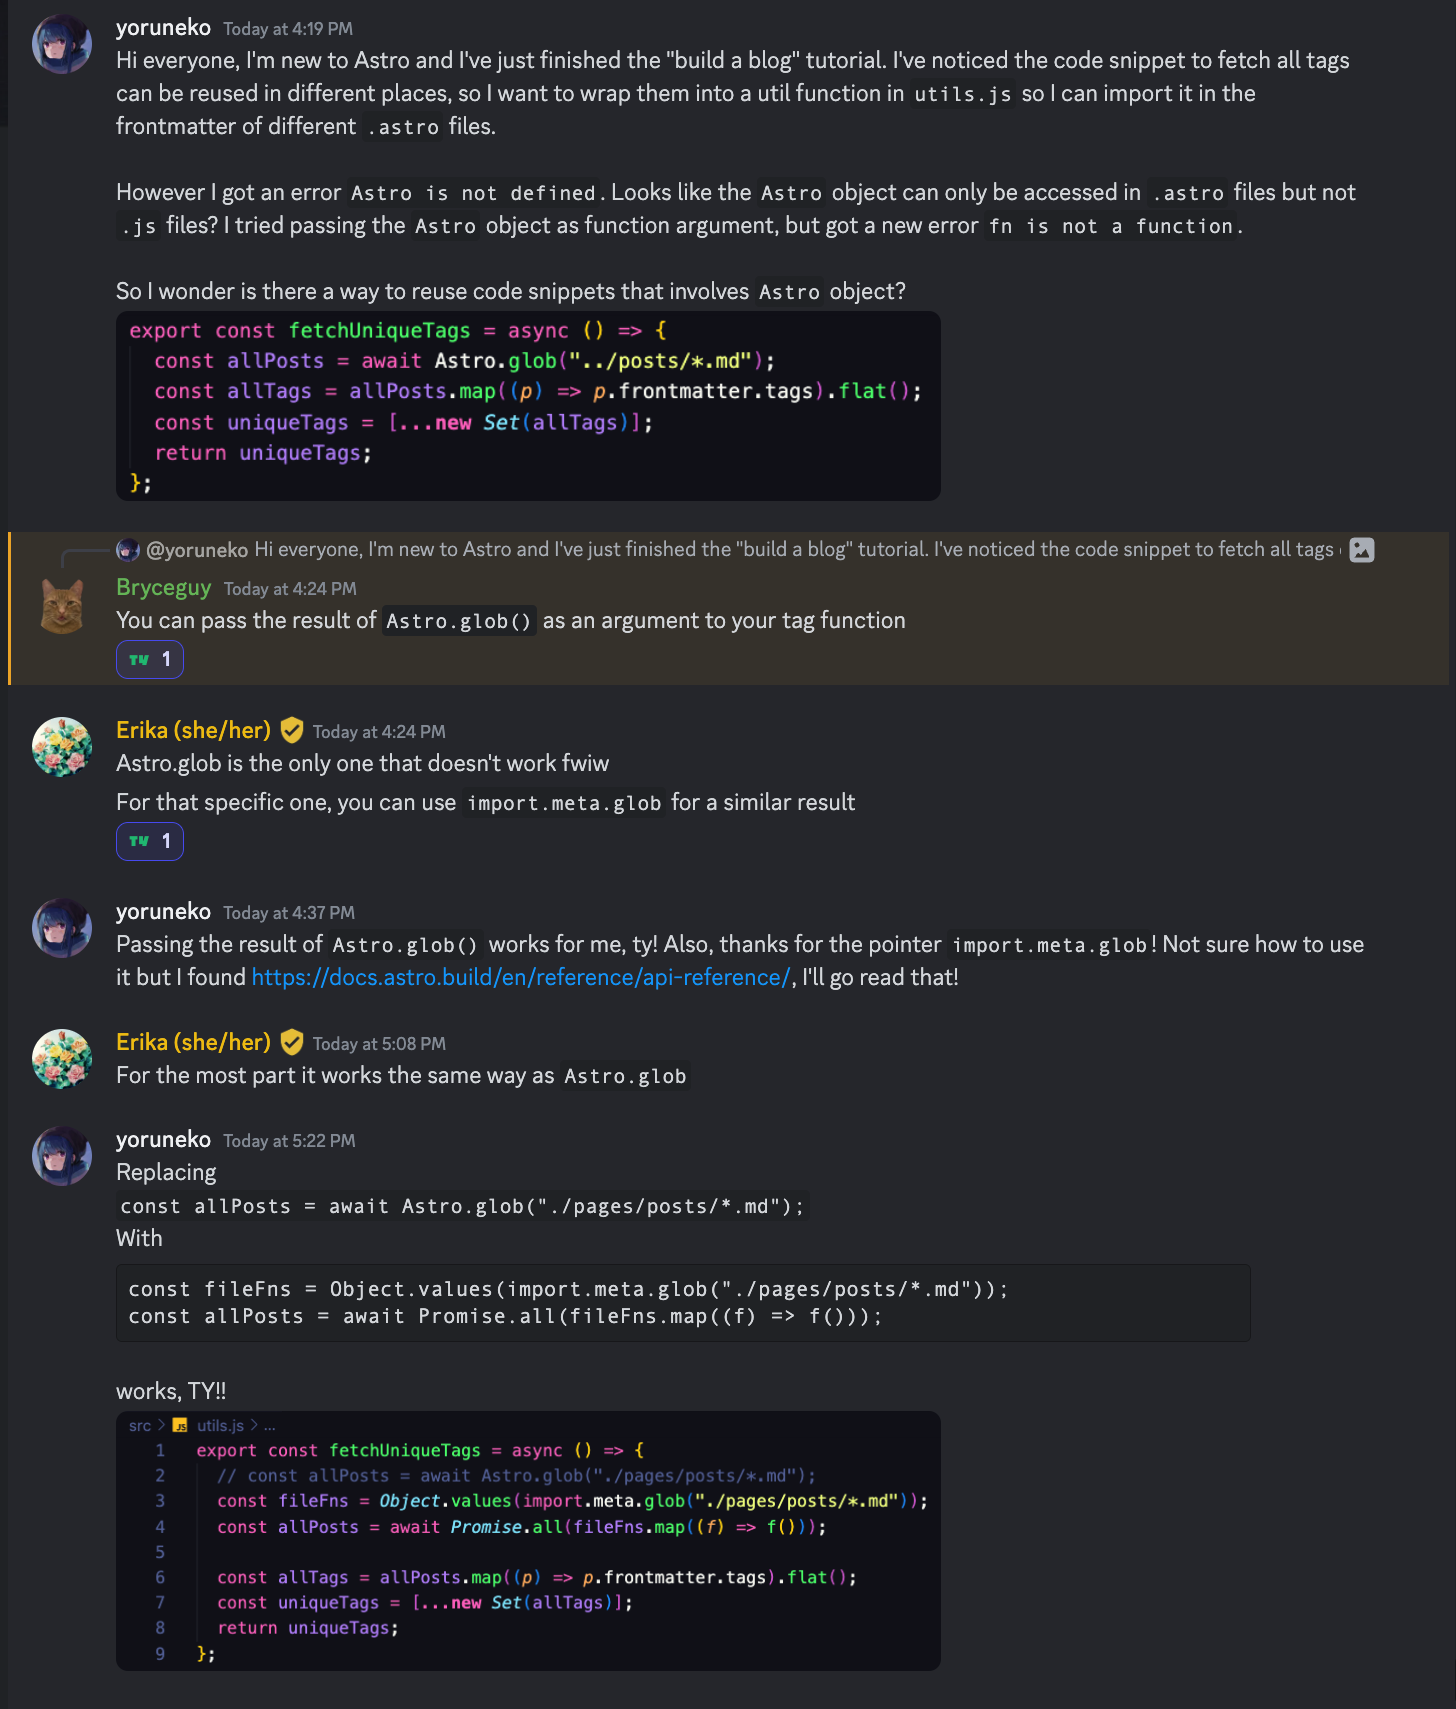 yoruneko Today at 4:19 PM
Hi everyone, I'm new to Astro and I've just finished the "build a blog" tutorial. I've noticed the code snippet to fetch all tags
can be reused in different places, so I want to wrap them into a util function in utils.js so I can import it in the
frontmatter of different .astro files.
However I got an error Astro is not defined. Looks like the Astro object can only be accessed in .astro files but not
.js files? I tried passing the Astro object as function argument, but got a new error fn is not a function.
So I wonder is there a way to reuse code snippets that involves Astro object?
export const fetchUniqueTags = async () => {
const allPosts = await Astro.glob("../posts/*.md");
const allTags = allPosts.map((p) => p.frontmatter.tags).flat();
const uniqueTags = [...new Set(allTags)];
return uniqueTags;
};
@yoruneko Hi everyone, I'm new to Astro and I've just finished the "build a blog" tutorial. I've noticed the code snippet to fetch all tags
Bryceguy Today at 4:24 PM
You can pass the result of Astro.glob() as an argument to your tag function
TY 1
Erika (she/her) Today at 4:24 PM
Astro.glob is the only one that doesn't work fwiw
For that specific one, you can use import.meta.glob for a similar result
TY 1
yoruneko Today at 4:37 PM
Passing the result of Astro.glob() works for me, ty! Also, thanks for the pointer import.meta.glob! Not sure how to use
it but I found https://docs.astro.build/en/reference/api-reference/, I'll go read that!
Erika (she/her) Today at 5:08 PM
For the most part it works the same way as Astro.glob
yoruneko Today at 5:22 PM
Replacing
const allPosts = await Astro.glob("./pages/posts/*.md");
With
const fileFns = Object.values(import.meta.glob("./pages/posts/*.md"));
const allPosts = await Promise.all(fileFns.map((f) => f()));
works, TY!!
src > JS utils.js > ...
1 export const fetchUniqueTags = async () => {
2 // const allPosts = await Astro.glob("./pages/posts/*.md");
3 const fileFns = Object.values(import.meta.glob("./pages/posts/*.md"));
4 const allPosts = await Promise.all(fileFns.map((f) => f()));
5
6 const allTags = allPosts.map((p) => p.frontmatter.tags).flat();
7 const uniqueTags = [...new Set(allTags)];
8 return uniqueTags;
9 };